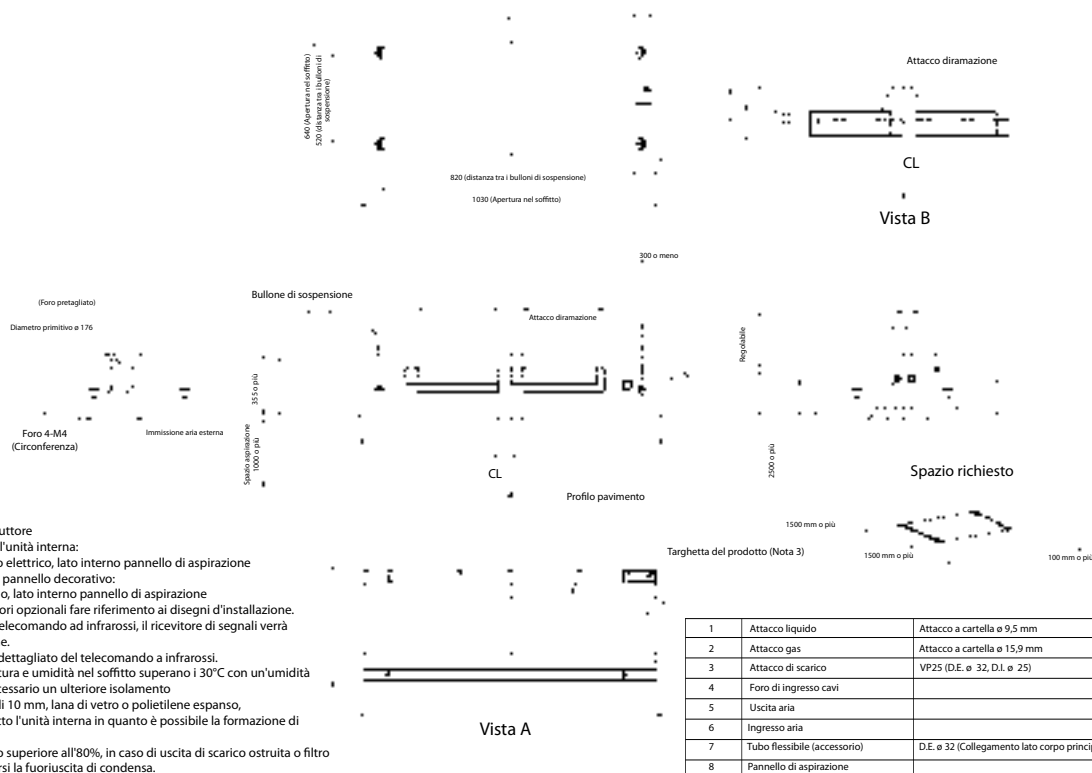 640 (Apertura nel soffitto)
520 (distanza tra i bulloni di
sospensione)
820 (distanza tra i bulloni di sospensione)
1030 (Apertura nel soffitto)
Attacco diramazione
CL
Vista B
300 o meno
(Foro pretagliato)
Diametro primitivo ø 176
Foro 4-M4
(Circonferenza)
Immissione aria esterna
Bullone di sospensione
Attacco diramazione
355 o più
Spazio aspirazione
1000 o più
CL
Profilo pavimento
Regolabile
2500 o più
Spazio richiesto
1500 mm o più
1500 mm o più
100 mm o più
Targhetta del prodotto (Nota 3)
uttore
l'unità interna:
o elettrico, lato interno pannello di aspirazione
pannello decorativo:
o, lato interno pannello di aspirazione
ori opzionali fare riferimento ai disegni d'installazione.
elecomando ad infrarossi, il ricevitore di segnali verrà
e.
dettagliato del telecomando a infrarossi.
tura e umidità nel soffitto superano i 30°C con un'umidità
cessario un ulteriore isolamento
di 10 mm, lana di vetro o polietilene espanso,
tto l'unità interna in quanto è possibile la formazione di
o superiore all'80%, in caso di uscita di scarico ostruita o filtro
rsi la fuoriuscita di condensa.
Vista A
1 Attacco liquido Attacco a cartella ø 9,5 mm
2 Attacco gas Attacco a cartella ø 15,9 mm
3 Attacco di scarico VP25 (D.E. ø 32, D.I. ø 25)
4 Foro di ingresso cavi
5 Uscita aria
6 Ingresso aria
7 Tubo flessibile (accessorio) D.E. ø 32 (Collegamento lato corpo princip
8 Pannello di aspirazione